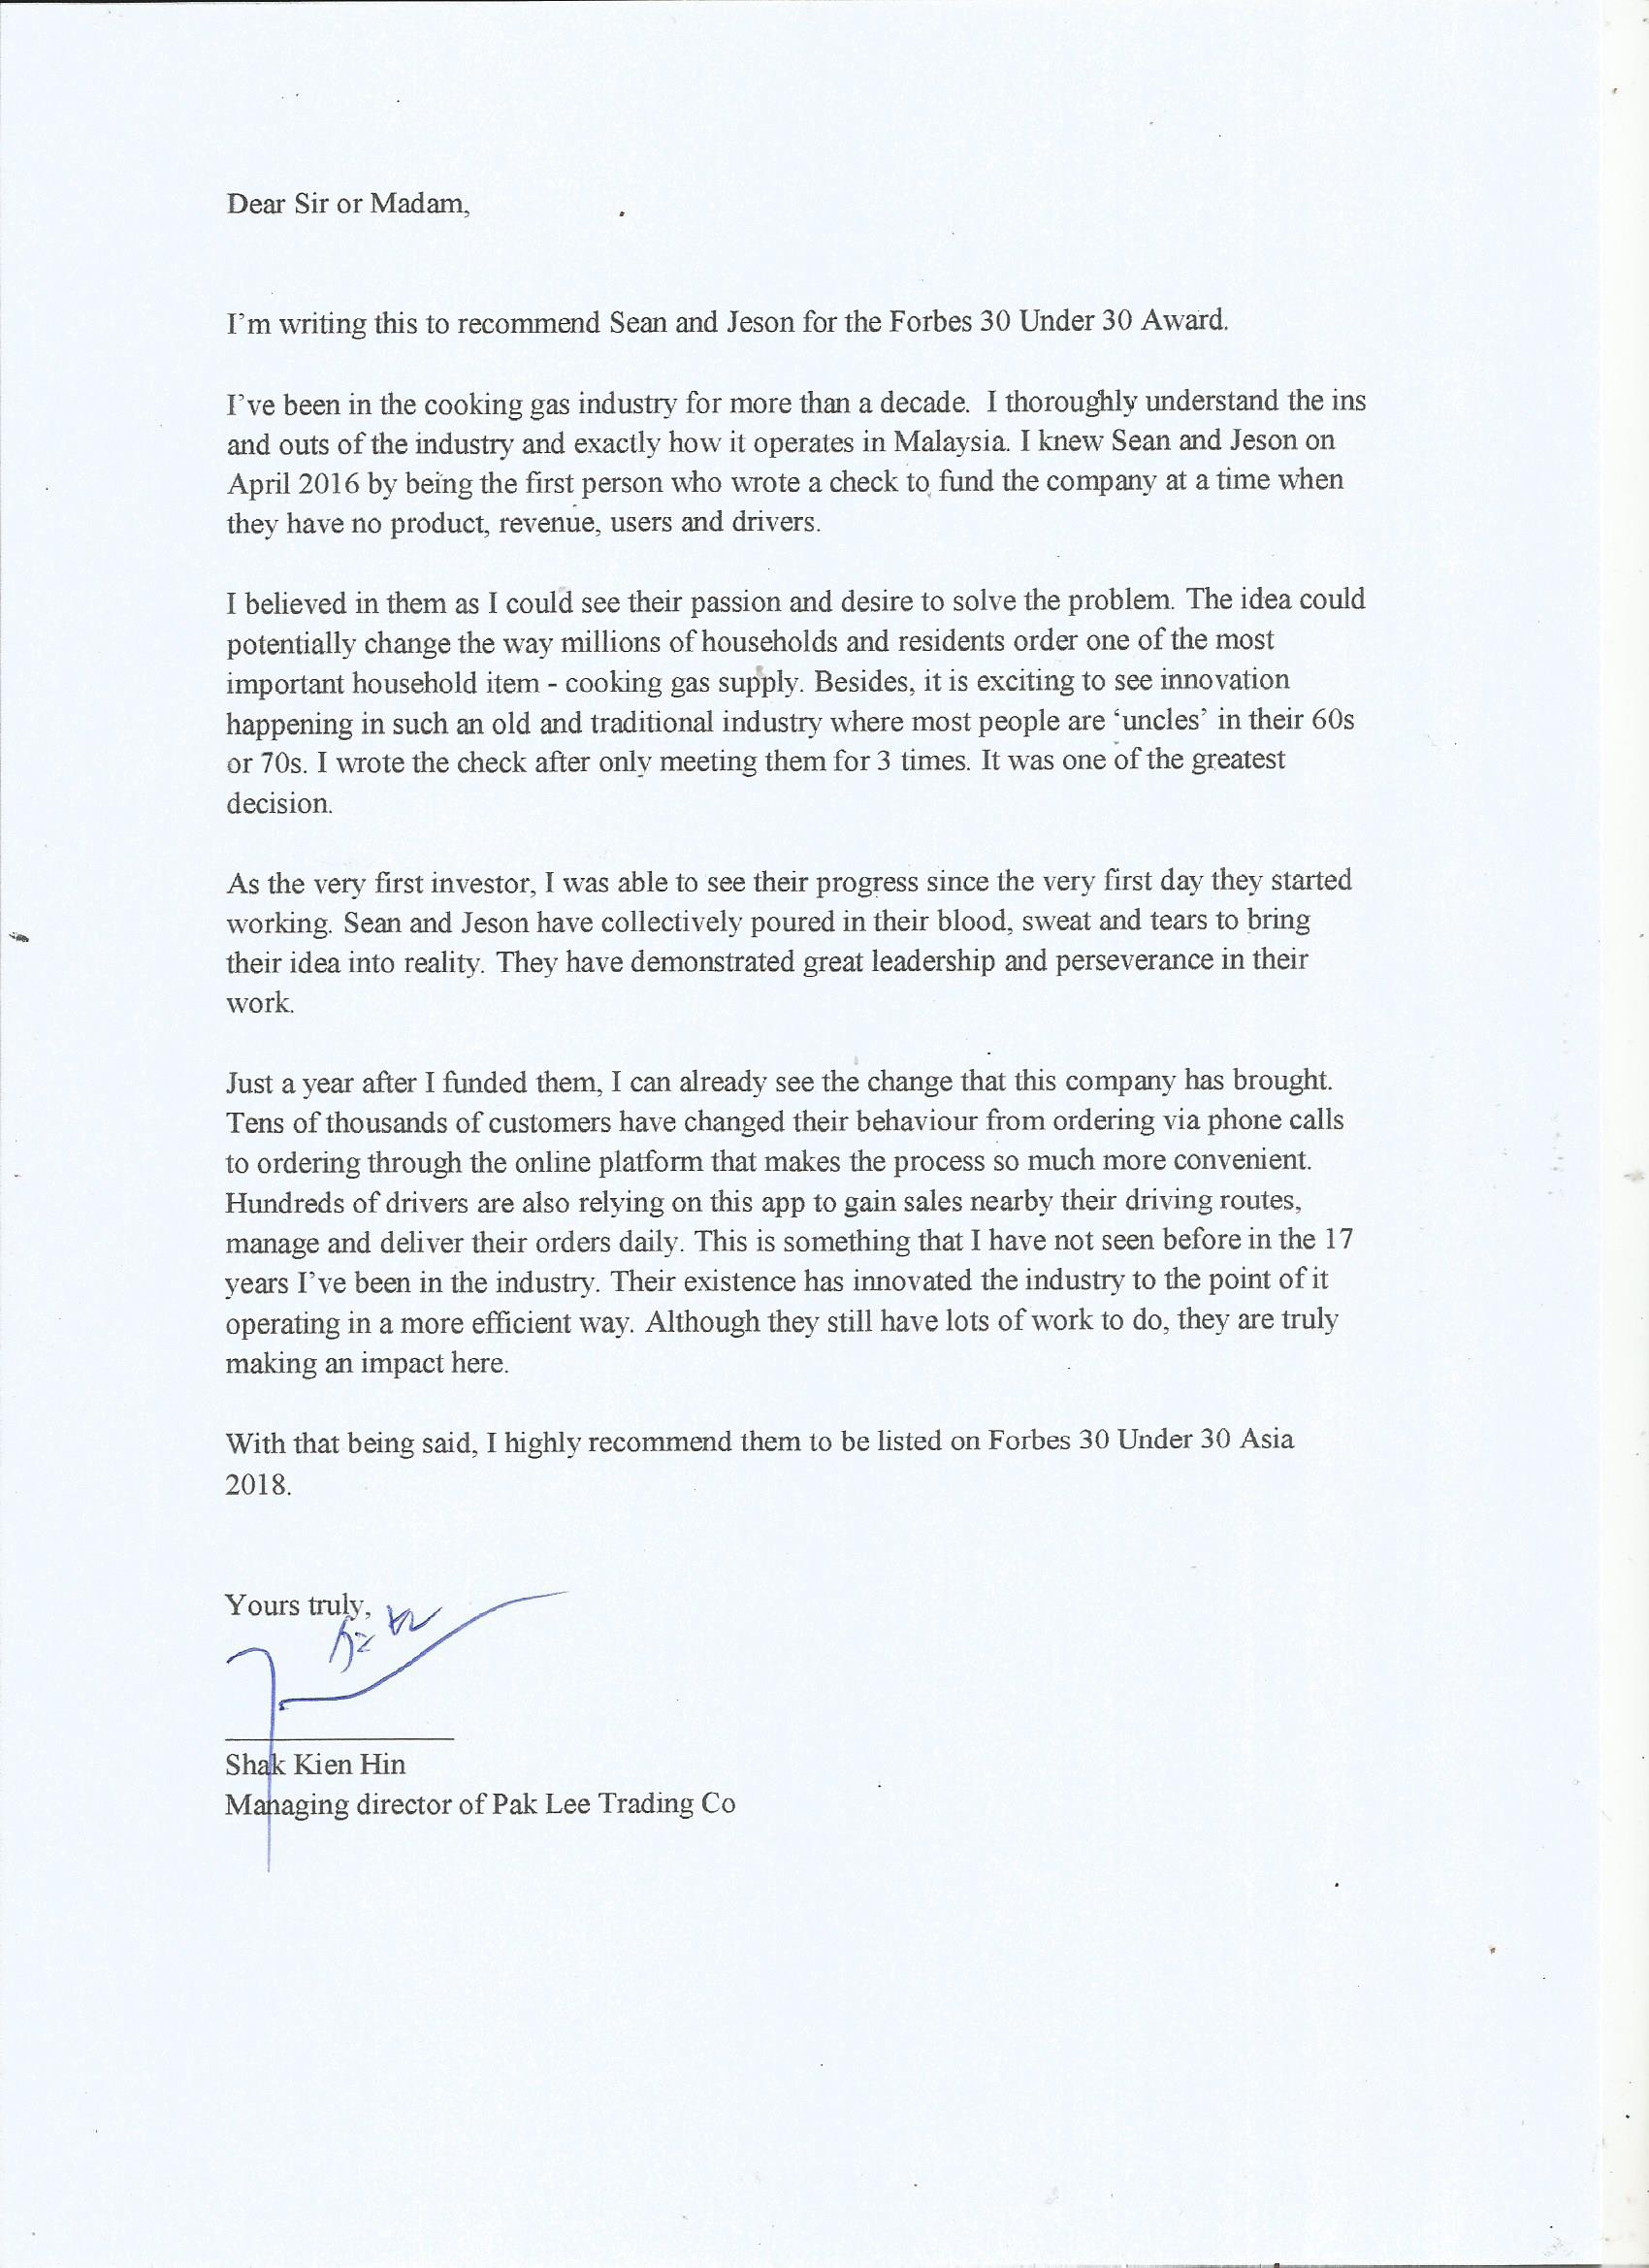 Dear Sir or Madam,
I'm writing this to recommend Sean and Jeson for the Forbes 30 Under 30 Award.
I've been in the cooking gas industry for more than a decade.  I thoroughly understand the ins
and outs of the industry and exactly how it operates in Malaysia. I knew Sean and Jeson on
April 2016 by being the first person who wrote a check to fund the company at a time when
they have no product, revenue, users and drivers.
I believed in them as I could see their passion and desire to solve the problem. The idea could
potentially change the way millions of households and residents order one of the most
important household item - cooking gas supply. Besides, it is exciting to see innovation
happening in such an old and traditional industry where most people are ‘uncles’ in their 60s
or 70s. I wrote the check after only meeting them for 3 times. It was one of the greatest
decision.
As the very first investor, I was able to see their progress since the very first day they started
working. Sean and Jeson have collectively poured in their blood, sweat and tears to bring
their idea into reality. They have demonstrated great leadership and perseverance in their
work.
Just a year after I funded them, I can already see the change that this company has brought.
Tens of thousands of customers have changed their behaviour from ordering via phone calls
to ordering through the online platform that makes the process so much more convenient.
Hundreds of drivers are also relying on this app to gain sales nearby their driving routes,
manage and deliver their orders daily. This is something that I have not seen before in the 17
years I've been in the industry. Their existence has innovated the industry to the point of it
operating in a more efficient way. Although they still have lots of work to do, they are truly
making an impact here.
With that being said, I highly recommend them to be listed on Forbes 30 Under 30 Asia
2018.
Yours truly,
Shak Kien Hin
Managing director of Pak Lee Trading Co